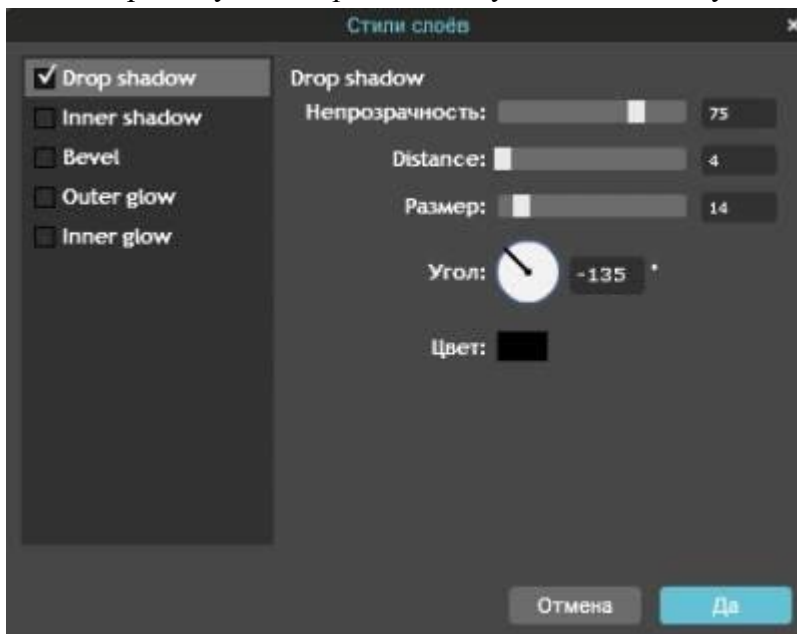 Стили слоёв
Drop shadow
Inner shadow
Bevel
Outer glow
Inner glow
Drop shadow
Непрозрачность: 75
Distance: 4
Размер: 14
Угол: -135 °
Цвет:
Отмена
Да